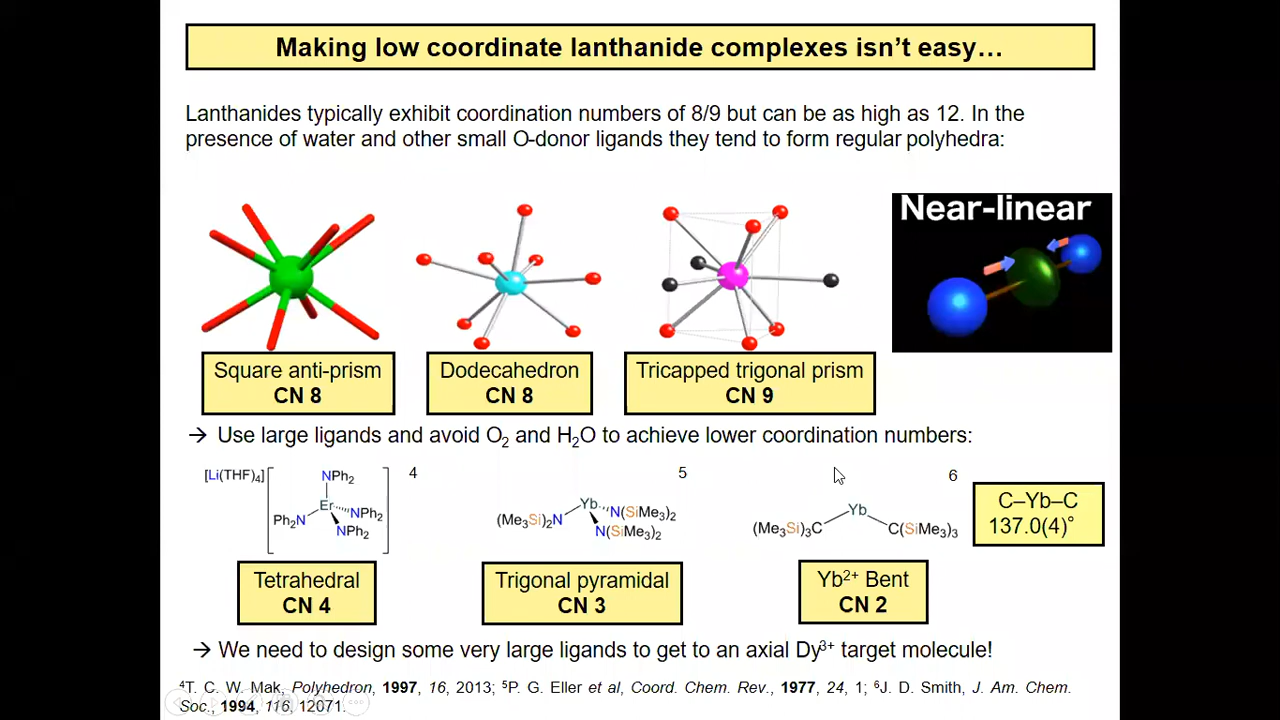 Making low coordinate lanthanide complexes isn’t easy…
Lanthanides typically exhibit coordination numbers of 8/9 but can be as high as 12. In the
presence of water and other small O-donor ligands they tend to form regular polyhedra:
Near-linear
Square anti-prism
CN 8
Dodecahedron
CN 8
Tricapped trigonal prism
CN 9
→ Use large ligands and avoid O₂ and H₂O to achieve lower coordination numbers:
[Li(THF)₄]
NPh₂
Er
Ph₂N
NPh₂
NPh₂
4
Tetrahedral
CN 4
5
Yb
(Me₃Si)₂N
N(SiMe₃)₂
N(SiMe₃)₂
Trigonal pyramidal
CN 3
6
Yb
(Me₃Si)₃C
C(SiMe₃)₃
Yb²⁺ Bent
CN 2
C–Yb–C
137.0(4)°
→ We need to design some very large ligands to get to an axial Dy³⁺ target molecule!
⁴T. C. W. Mak, Polyhedron, 1997, 16, 2013; ⁵P. G. Eller et al, Coord. Chem. Rev., 1977, 24, 1; ⁶J. D. Smith, J. Am. Chem.
Soc., 1994, 116, 12071.